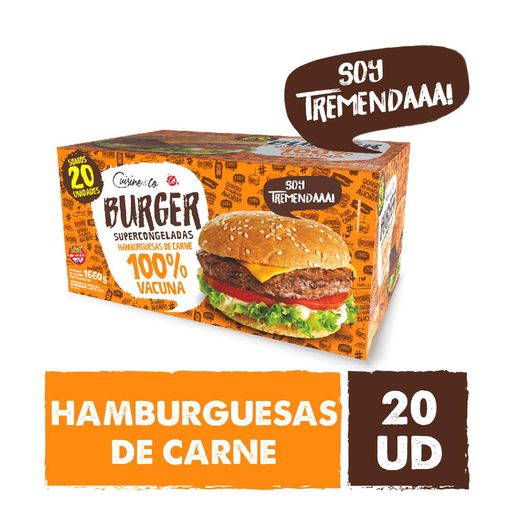 SOY
TREMENDAAA!
SOMOS
20
UNIDADES
Cuisine & Co
BURGER
SUPERCONGELADAS
HAMBURGUESAS DE CARNE
100%
VACUNA
1660g
SOY
TREMENDAAA!
HAMBURGUESAS
DE CARNE
20
UD